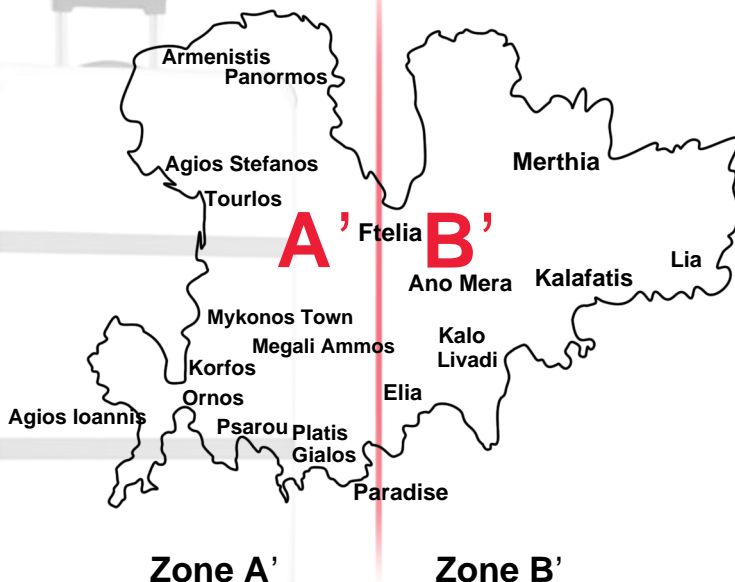 Armenistis
Panormos
Agios Stefanos
Merthia
Tourlos
A’
Ftelia
B’
Lia
Ano Mera
Kalafatis
Mykonos Town
Megali Ammos
Kalo
Livadi
Korfos
Ornos
Elia
Agios Ioannis
Psarou
Platis
Gialos
Paradise
Zone A’
Zone B’